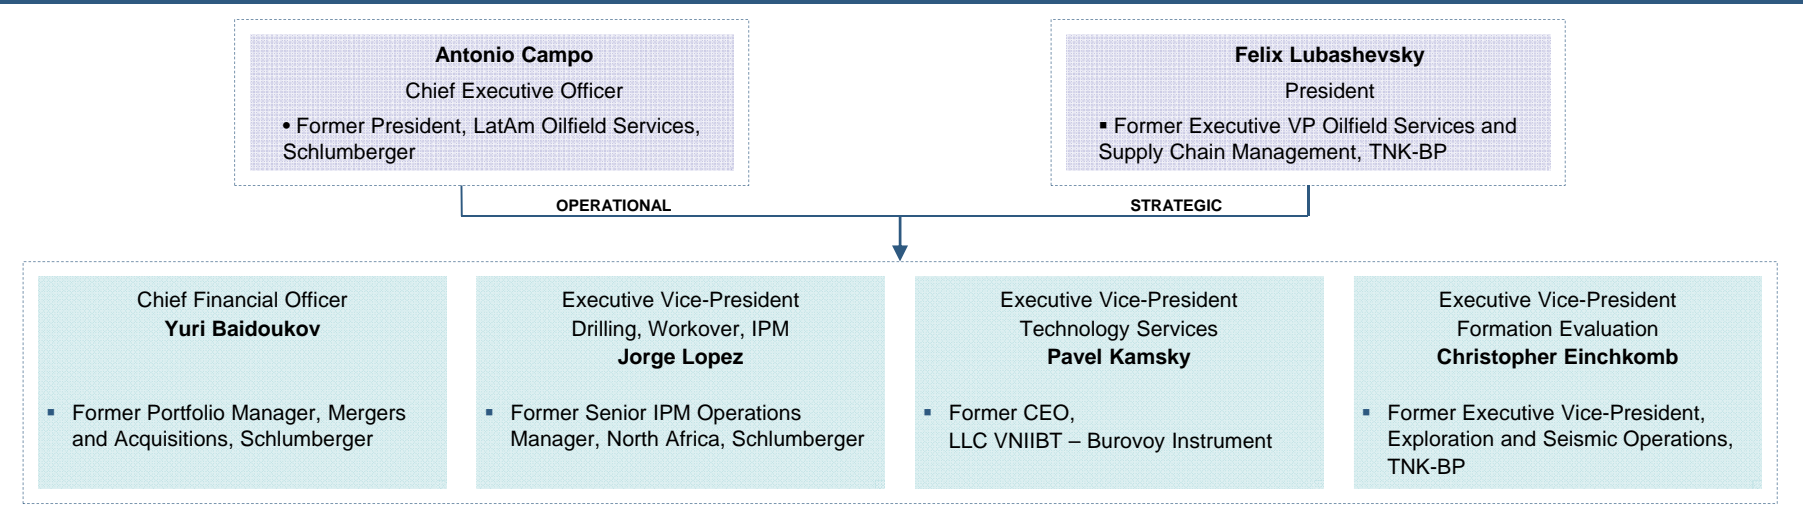 Antonio Campo
Chief Executive Officer
• Former President, LatAm Oilfield Services,
Schlumberger
Felix Lubashevsky
President
▪ Former Executive VP Oilfield Services and
Supply Chain Management, TNK-BP
OPERATIONAL
STRATEGIC
Chief Financial Officer
Yuri Baidoukov
▪ Former Portfolio Manager, Mergers
and Acquisitions, Schlumberger
Executive Vice-President
Drilling, Workover, IPM
Jorge Lopez
▪ Former Senior IPM Operations
Manager, North Africa, Schlumberger
Executive Vice-President
Technology Services
Pavel Kamsky
▪ Former CEO,
LLC VNIIBT – Burovoy Instrument
Executive Vice-President
Formation Evaluation
Christopher Einchkomb
▪ Former Executive Vice-President,
Exploration and Seismic Operations,
TNK-BP